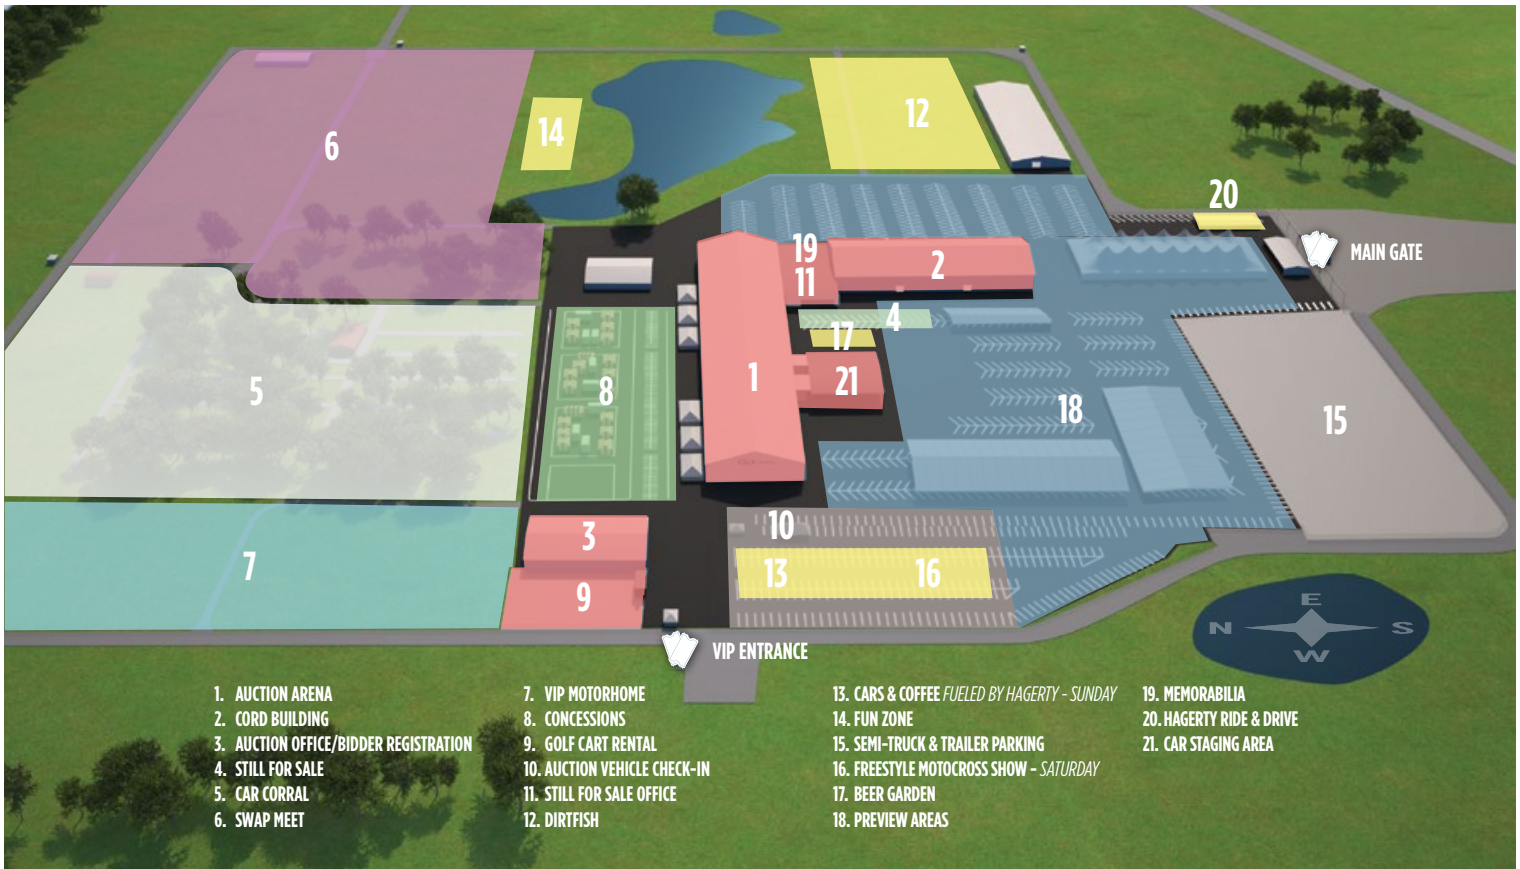 6
14
12
20
MAIN GATE
19
11
2
4
17
5
8
1
21
18
15
7
3
10
13
16
9
E
N
S
W
VIP ENTRANCE
1. AUCTION ARENA
2. CORD BUILDING
3. AUCTION OFFICE/BIDDER REGISTRATION
4. STILL FOR SALE
5. CAR CORRAL
6. SWAP MEET
7. VIP MOTORHOME
8. CONCESSIONS
9. GOLF CART RENTAL
10. AUCTION VEHICLE CHECK-IN
11. STILL FOR SALE OFFICE
12. DIRTFISH
13. CARS & COFFEE FUELED BY HAGERTY - SUNDAY
14. FUN ZONE
15. SEMI-TRUCK & TRAILER PARKING
16. FREESTYLE MOTOCROSS SHOW - SATURDAY
17. BEER GARDEN
18. PREVIEW AREAS
19. MEMORABILIA
20. HAGERTY RIDE & DRIVE
21. CAR STAGING AREA